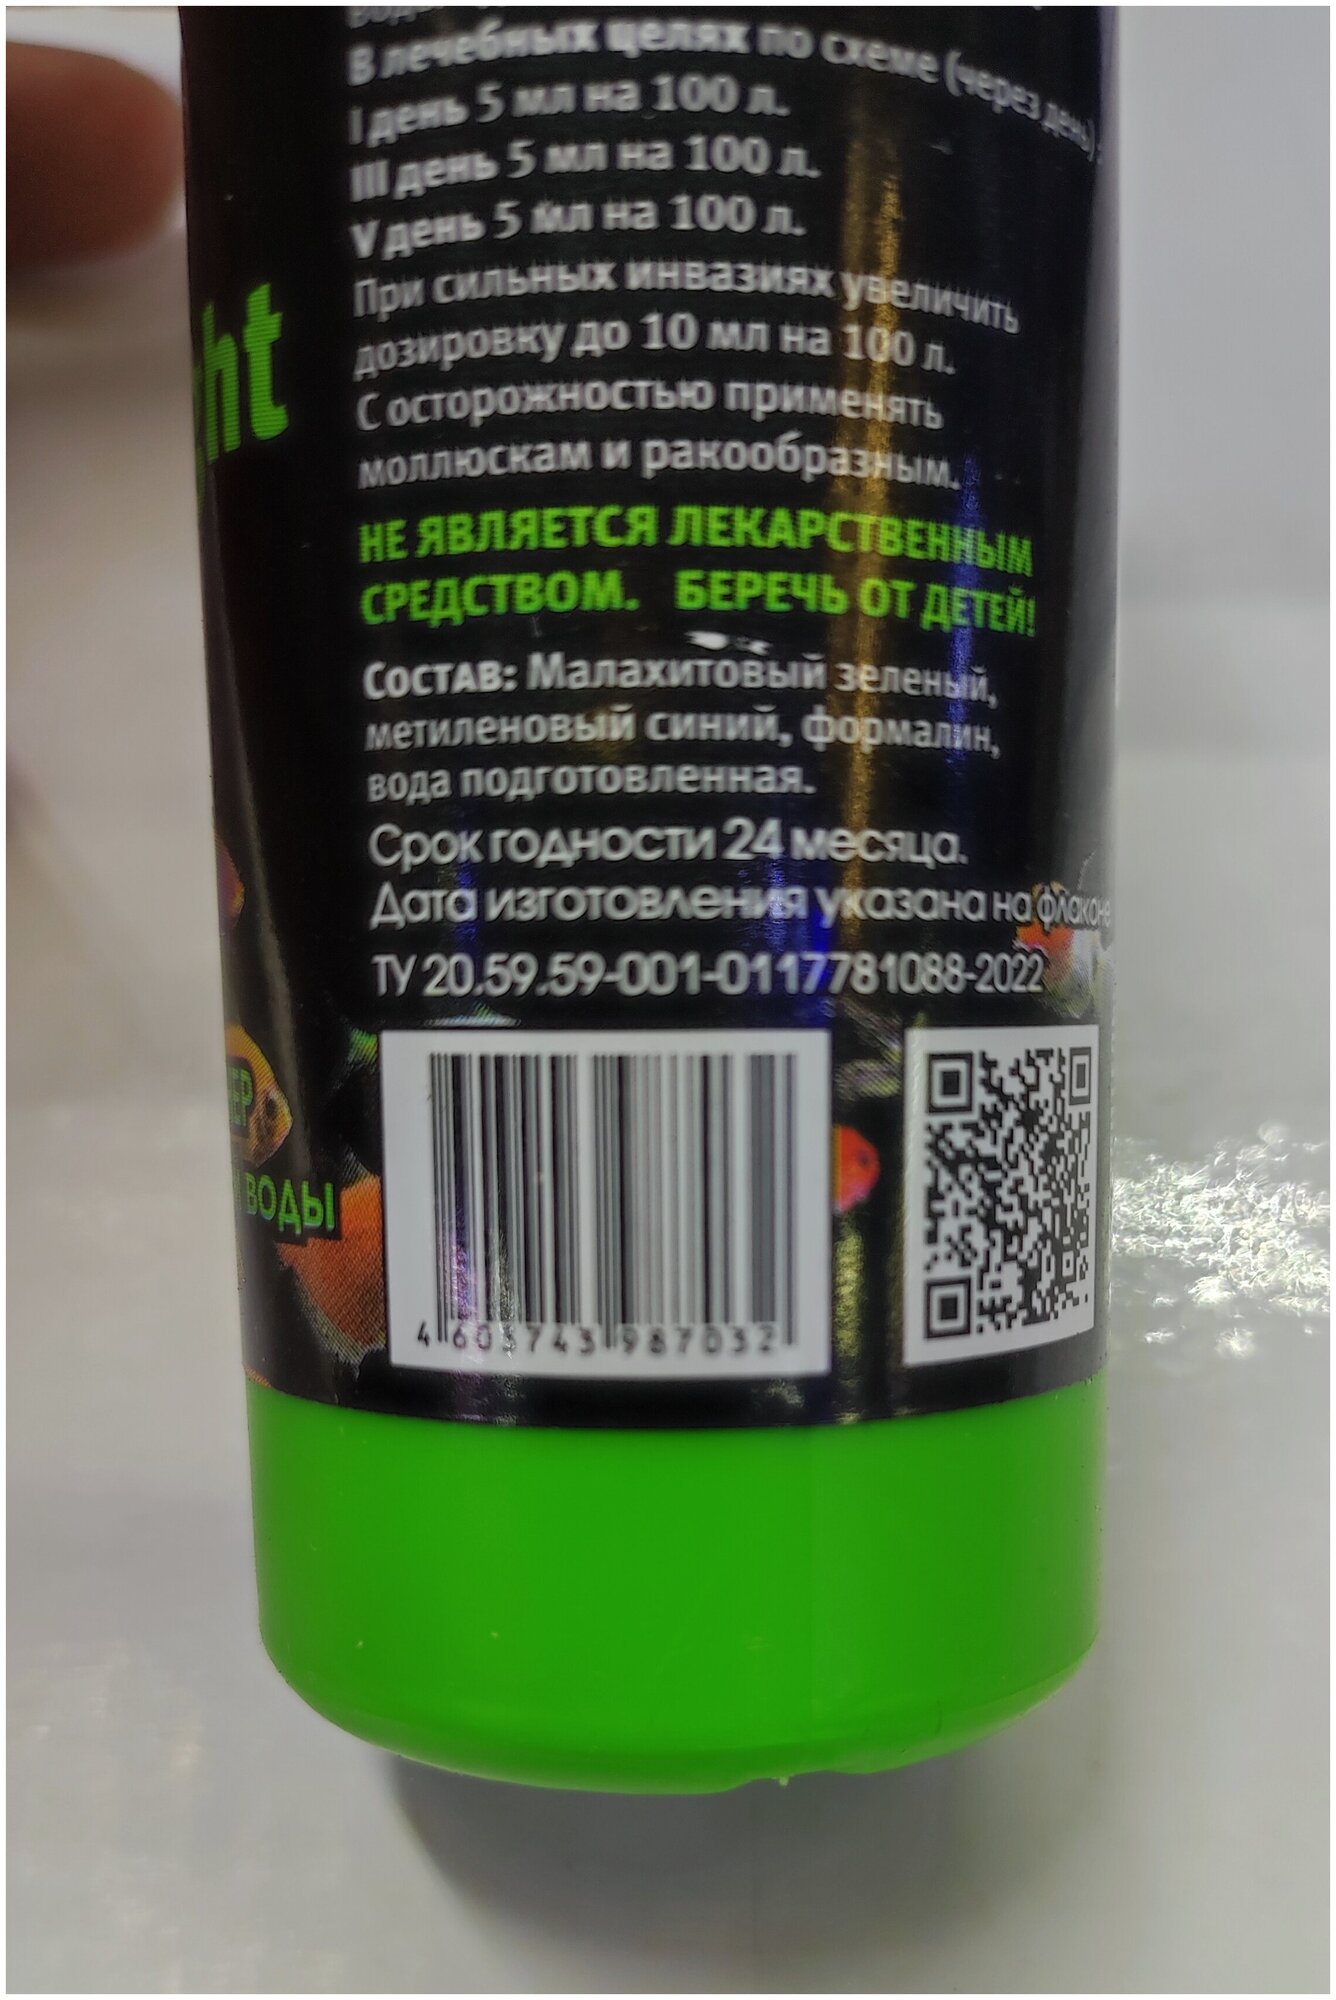 В лечебных целях по схеме (через день).
I день 5 мл на 100 л.
III день 5 мл на 100 л.
V день 5 мл на 100 л.
При сильных инвазиях увеличить
дозировку до 10 мл на 100 л.
С осторожностью применять
моллюскам и ракообразным.
НЕ ЯВЛЯЕТСЯ ЛЕКАРСТВЕННЫМ
СРЕДСТВОМ. БЕРЕЧЬ ОТ ДЕТЕЙ!
Состав: Малахитовый зеленый,
метиленовый синий, формалин,
вода подготовленная.
Срок годности 24 месяца.
Дата изготовления указана на флаконе
ТУ 20.59.59-001-0117781088-2022
ght
ВОДЫ
4 603743 987032